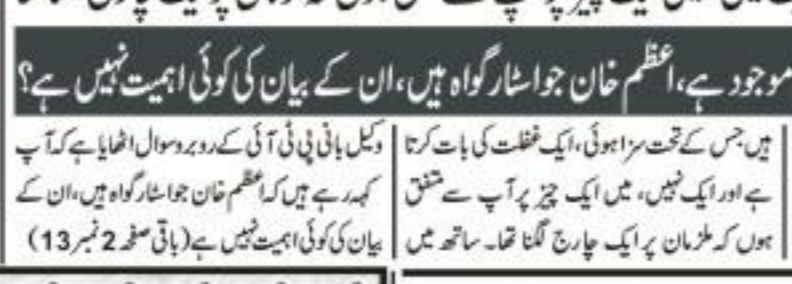 موجود ہے، اعظم خان جو اسٹار گواہ ہیں، ان کے بیان کی کوئی اہمیت نہیں ہے؟
ہیں جس کے تحت سزا ہوئی، ایک غفلت کی بات کرتا
ہے اور ایک نہیں، میں ایک چیز پر آپ سے متفق
ہوں کہ ملزمان پر ایک چارج لگنا تھا۔ ساتھ میں
وکیل بانی پی ٹی آئی کے روبرو سوال اٹھایا ہے کہ آپ
کہہ رہے ہیں کہ اعظم خان جو اسٹار گواہ ہیں، ان کے
بیان کی کوئی اہمیت نہیں ہے (باقی صفحہ 2 نمبر 13)